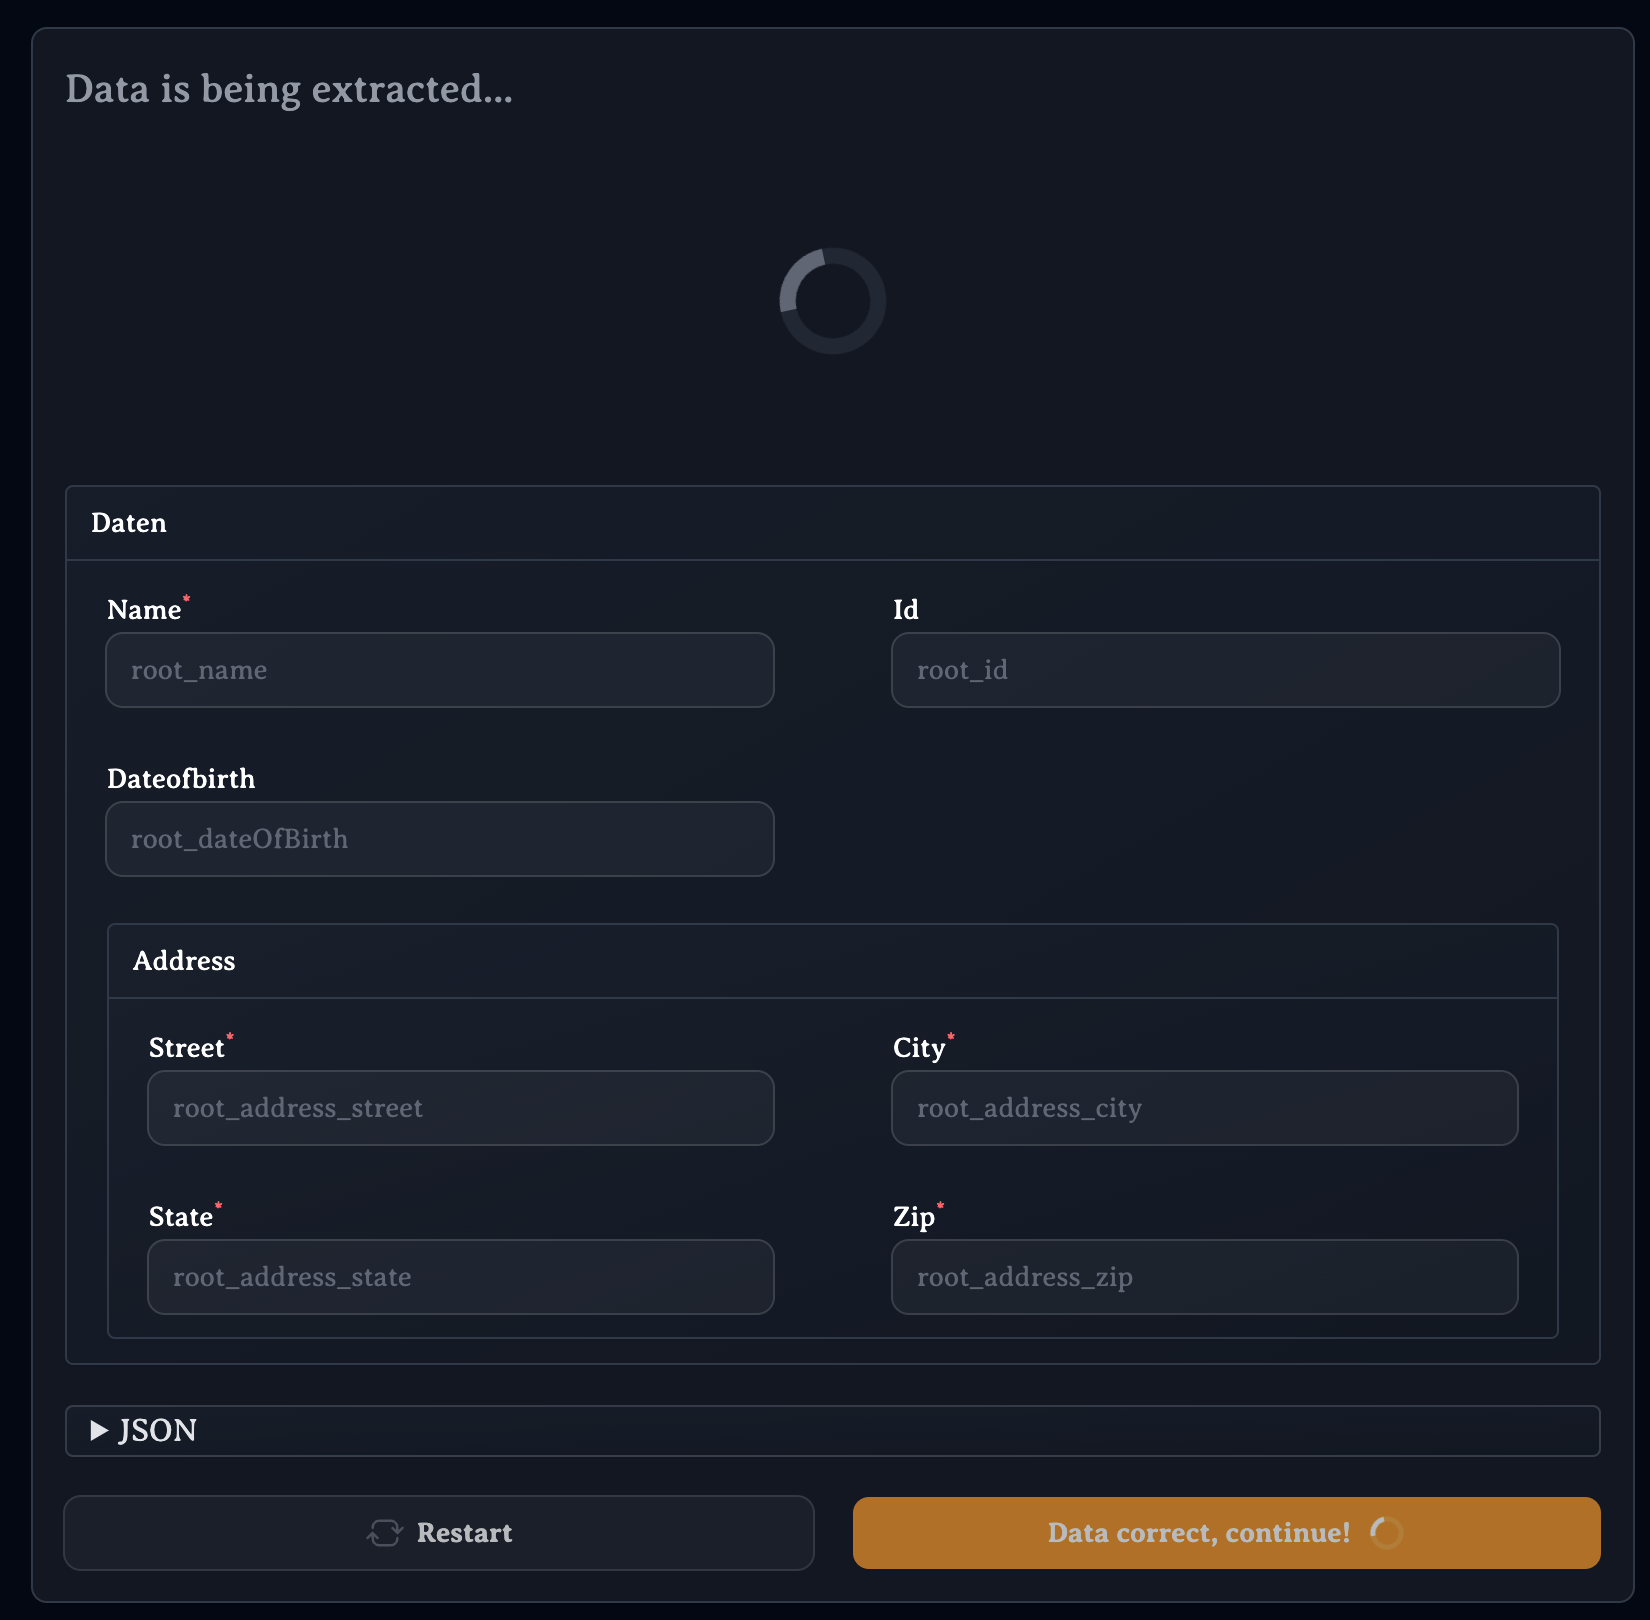 Data is being extracted...
Daten
Name*
Id
root_name
root_id
Dateofbirth
root_dateOfBirth
Address
Street*
City*
root_address_street
root_address_city
State*
Zip*
root_address_state
root_address_zip
▶ JSON
Restart
Data correct, continue!